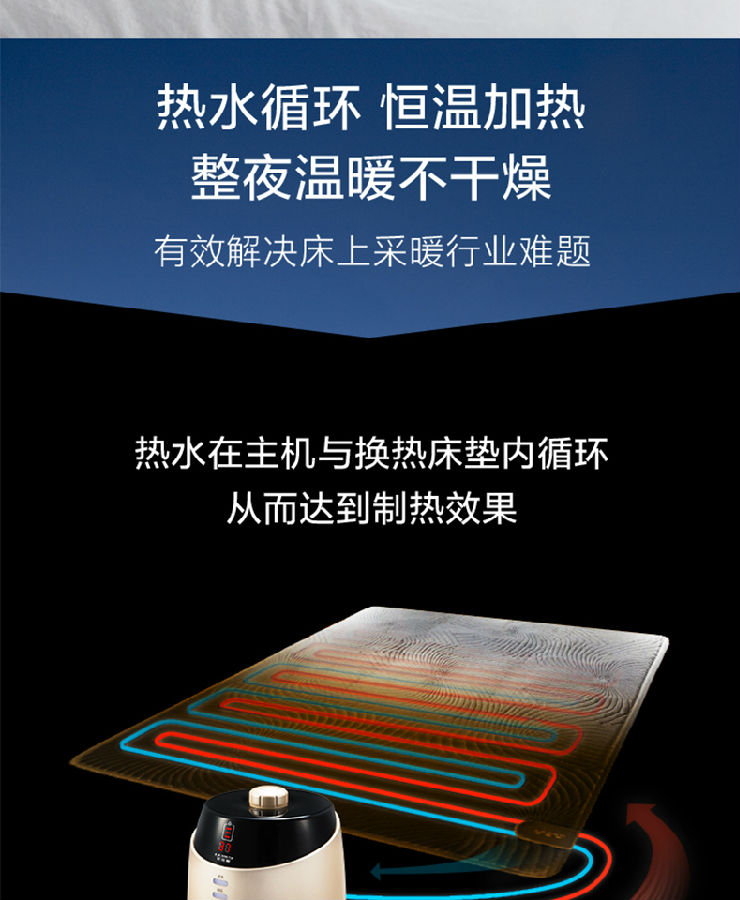 热水循环 恒温加热
整夜温暖不干燥
有效解决床上采暖行业难题
热水在主机与换热床垫内循环
从而达到制热效果